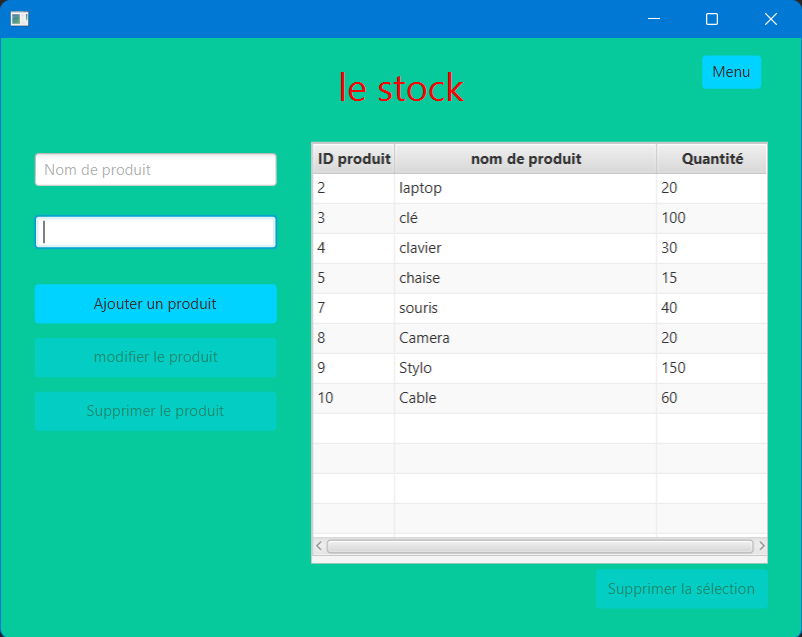 Menu
le stock
Nom de produit
Ajouter un produit
modifier le produit
Supprimer le produit
ID produit nom de produit Quantité
2 laptop 20
3 clé 100
4 clavier 30
5 chaise 15
7 souris 40
8 Camera 20
9 Stylo 150
10 Cable 60
Supprimer la sélection